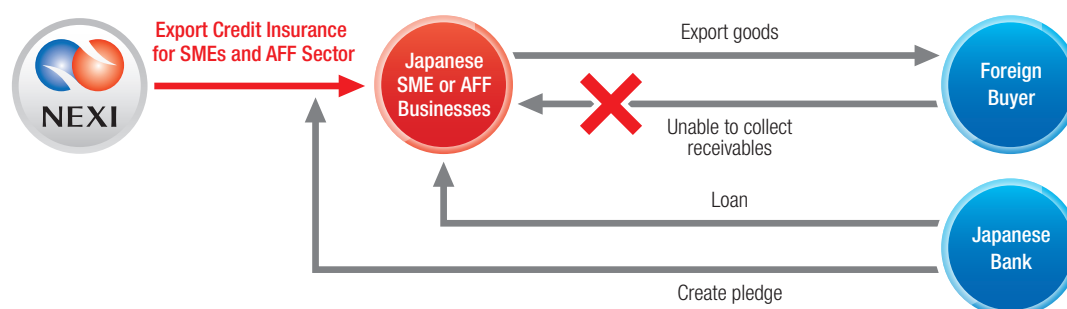 Export Credit Insurance
for SMEs and AFF Sector
NEXI
Japanese
SME or AFF
Businesses
Export goods
Foreign
Buyer
Unable to collect
receivables
Loan
Japanese
Bank
Create pledge